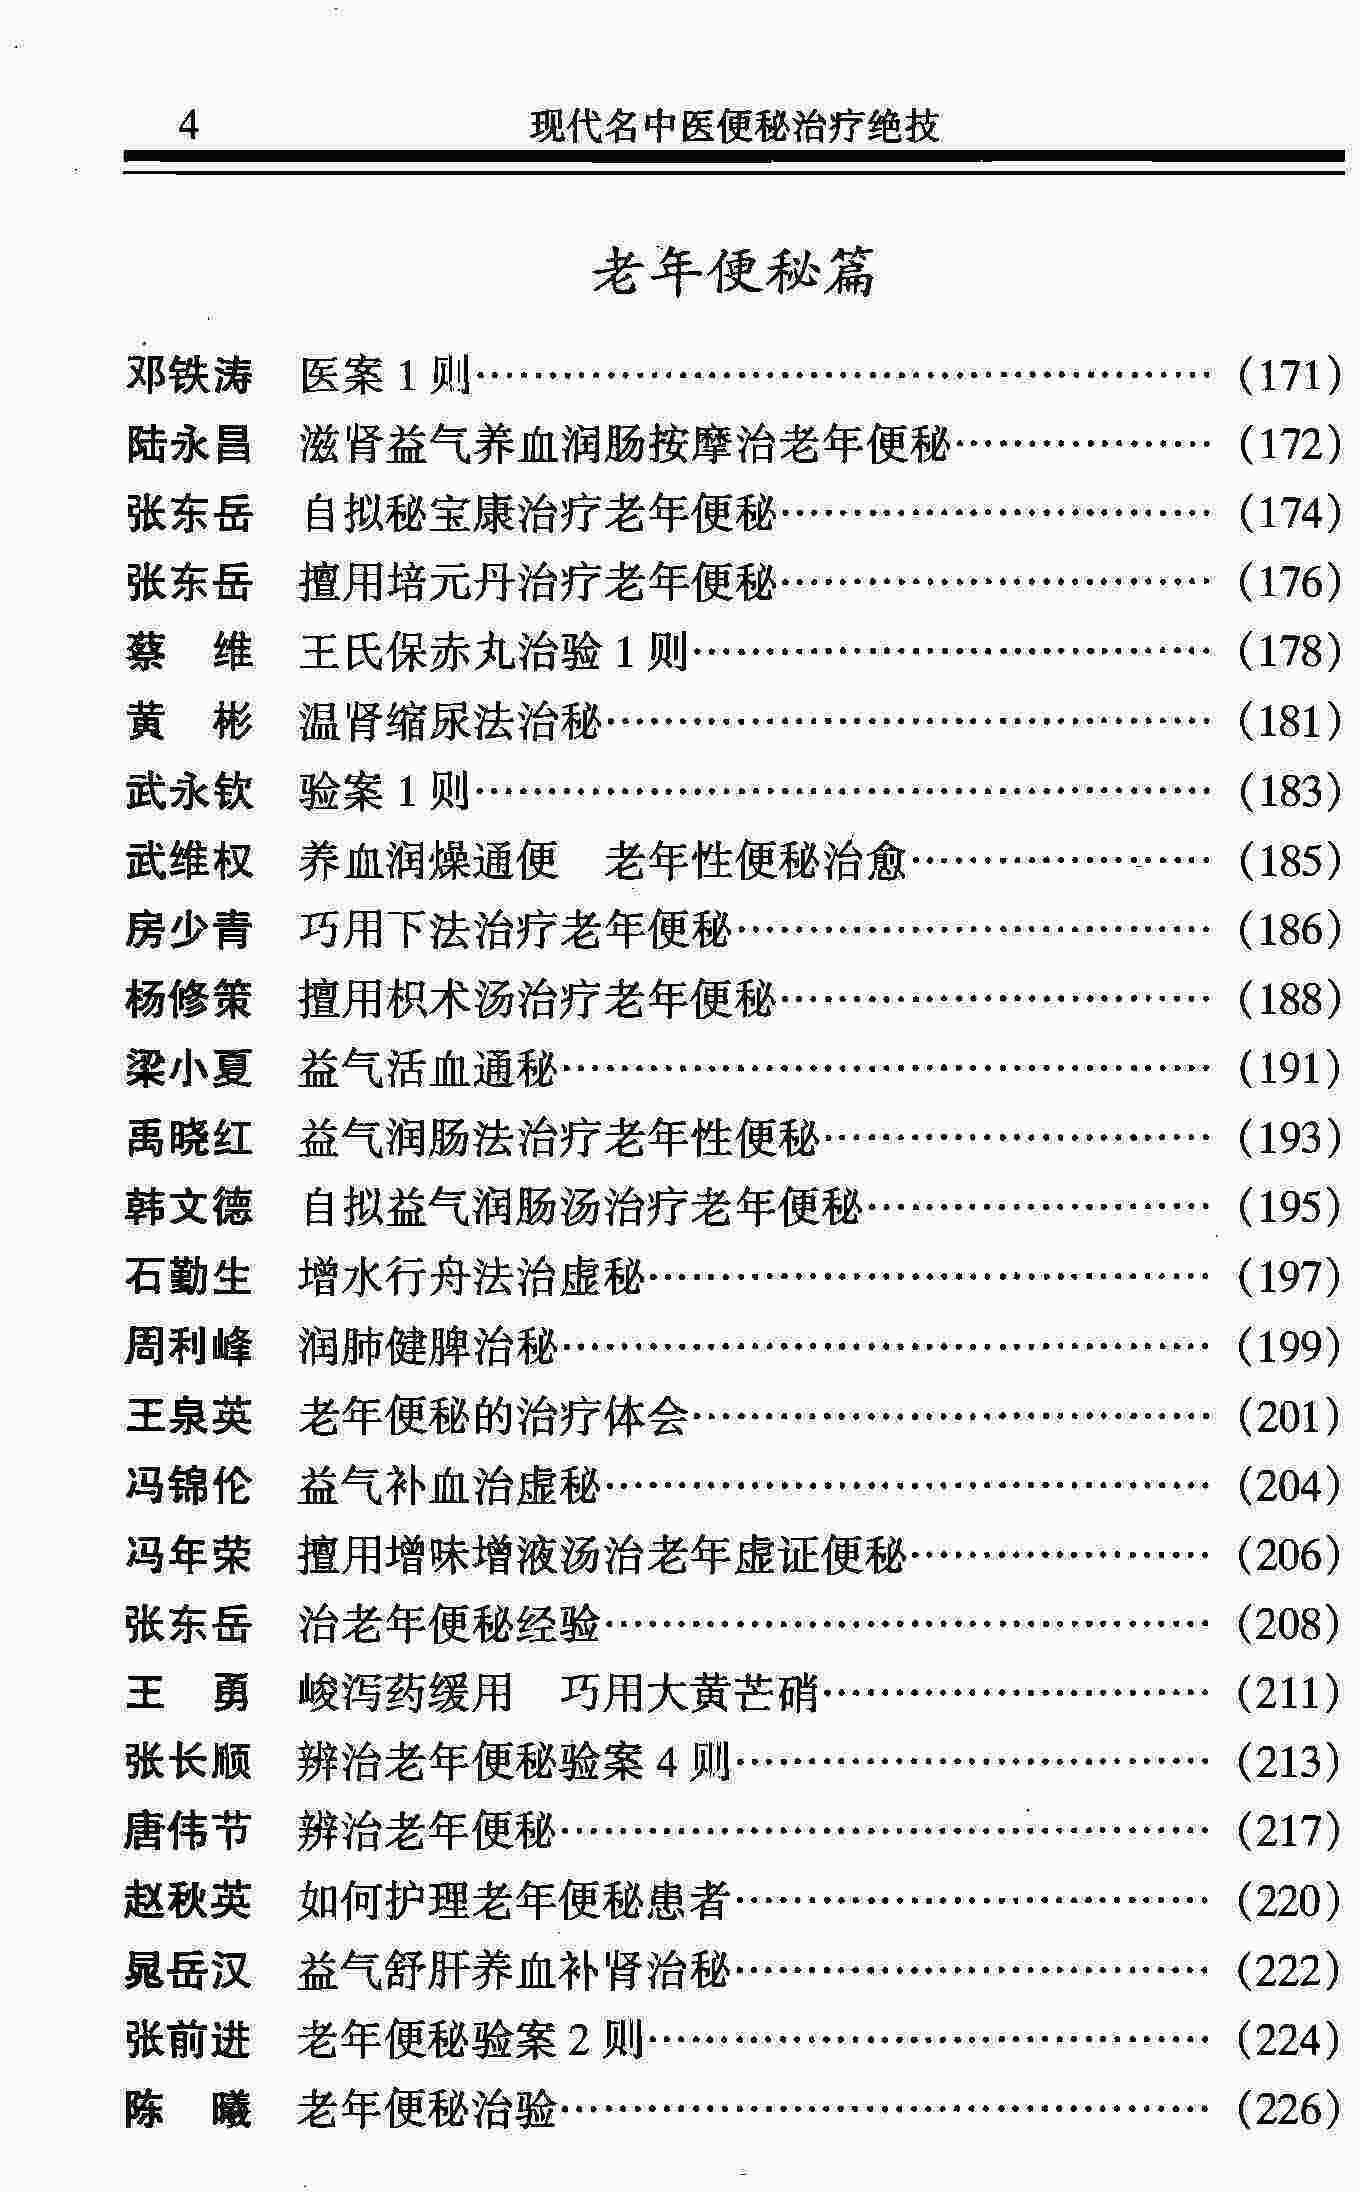 4 现代名中医便秘治疗绝技
老年便秘篇
邓铁涛 医案1则…………………………………………… (171)
陆永昌 滋肾益气养血润肠按摩治老年便秘……………… (172)
张东岳 自拟秘宝康治疗老年便秘………………………… (174)
张东岳 擅用培元丹治疗老年便秘………………………… (176)
蔡 维 王氏保赤丸治验1则……………………………… (178)
黄 彬 温肾缩尿法治秘…………………………………… (181)
武永钦 验案1则…………………………………………… (183)
武维权 养血润燥通便 老年性便秘治愈………………… (185)
房少青 巧用下法治疗老年便秘…………………………… (186)
杨修策 擅用枳术汤治疗老年便秘………………………… (188)
梁小夏 益气活血通秘……………………………………… (191)
禹晓红 益气润肠法治疗老年性便秘……………………… (193)
韩文德 自拟益气润肠汤治疗老年便秘…………………… (195)
石勤生 增水行舟法治虚秘………………………………… (197)
周利峰 润肺健脾治秘……………………………………… (199)
王泉英 老年便秘的治疗体会……………………………… (201)
冯锦伦 益气补血治虚秘…………………………………… (204)
冯年荣 擅用增味增液汤治老年虚证便秘………………… (206)
张东岳 治老年便秘经验…………………………………… (208)
王 勇 峻泻药缓用 巧用大黄芒硝……………………… (211)
张长顺 辨治老年便秘验案4则…………………………… (213)
唐伟节 辨治老年便秘……………………………………… (217)
赵秋英 如何护理老年便秘患者…………………………… (220)
晁岳汉 益气舒肝养血补肾治秘…………………………… (222)
张前进 老年便秘验案2则………………………………… (224)
陈 曦 老年便秘治验……………………………………… (226)